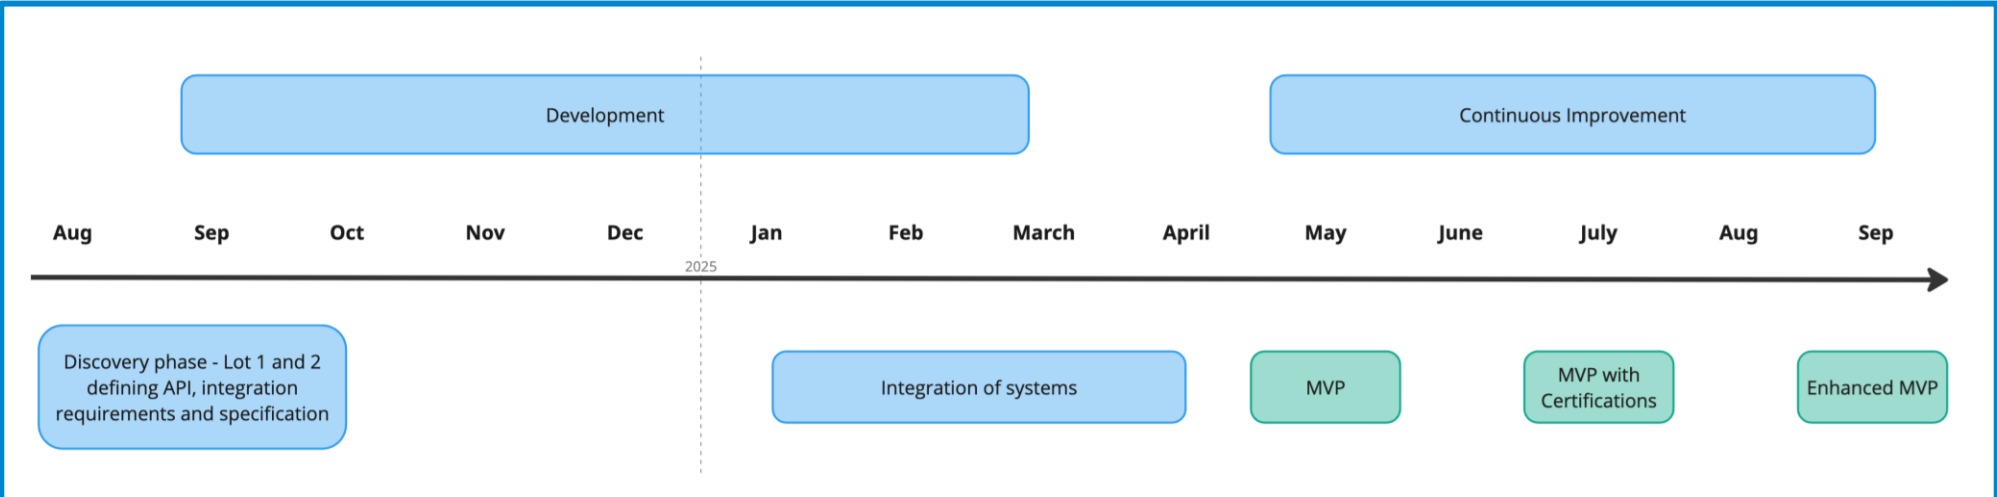 Development
Continuous Improvement
Aug Sep Oct Nov Dec Jan Feb March April May June July Aug Sep
2025
Discovery phase - Lot 1 and 2
defining API, integration
requirements and specification
Integration of systems
MVP
MVP with
Certifications
Enhanced MVP